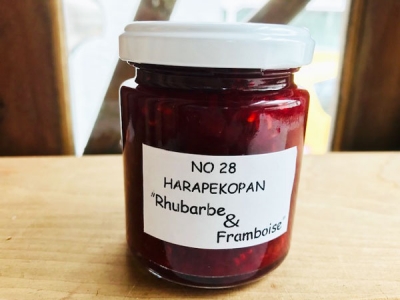 NO 28
HARAPEKOPAN
"Rhubarbe
&
Framboise"